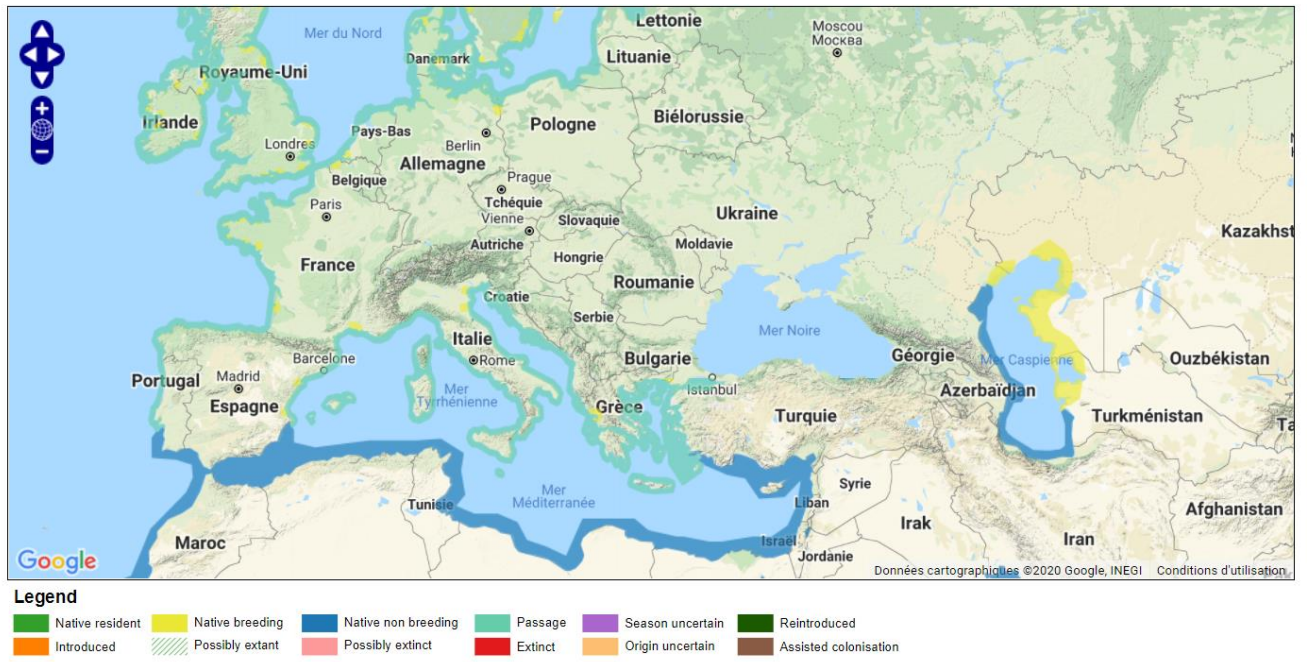 Lettonie
Moscou
Москва
Mer du Nord
Danemark
Lituanie
Royaume-Uni
Irlande
Biélorussie
Pays-Bas
Pologne
Berlin
Londres
Allemagne
Belgique
Prague
Paris
Tchéquie
Vienne
Slovaquie
Ukraine
Autriche
Moldavie
Kazakhst
Hongrie
France
Roumanie
Croatie
Serbie
Mer Noire
Italie
Barcelone
Rome
Bulgarie
Géorgie
Mer Caspienne
Ouzbékistan
Portugal
Madrid
Istanbul
Azerbaïdjan
Mer
Tyrrhénienne
Espagne
Grèce
Turquie
Turkménistan
Ta
Syrie
Mer
Méditerranée
Tunisie
Liban
Afghanistan
Irak
Maroc
Israël
Iran
Jordanie
Google
Données cartographiques ©2020 Google, INEGI Conditions d'utilisation
Legend
Native resident Native breeding Native non breeding Passage Season uncertain Reintroduced
Introduced Possibly extant Possibly extinct Extinct Origin uncertain Assisted colonisation